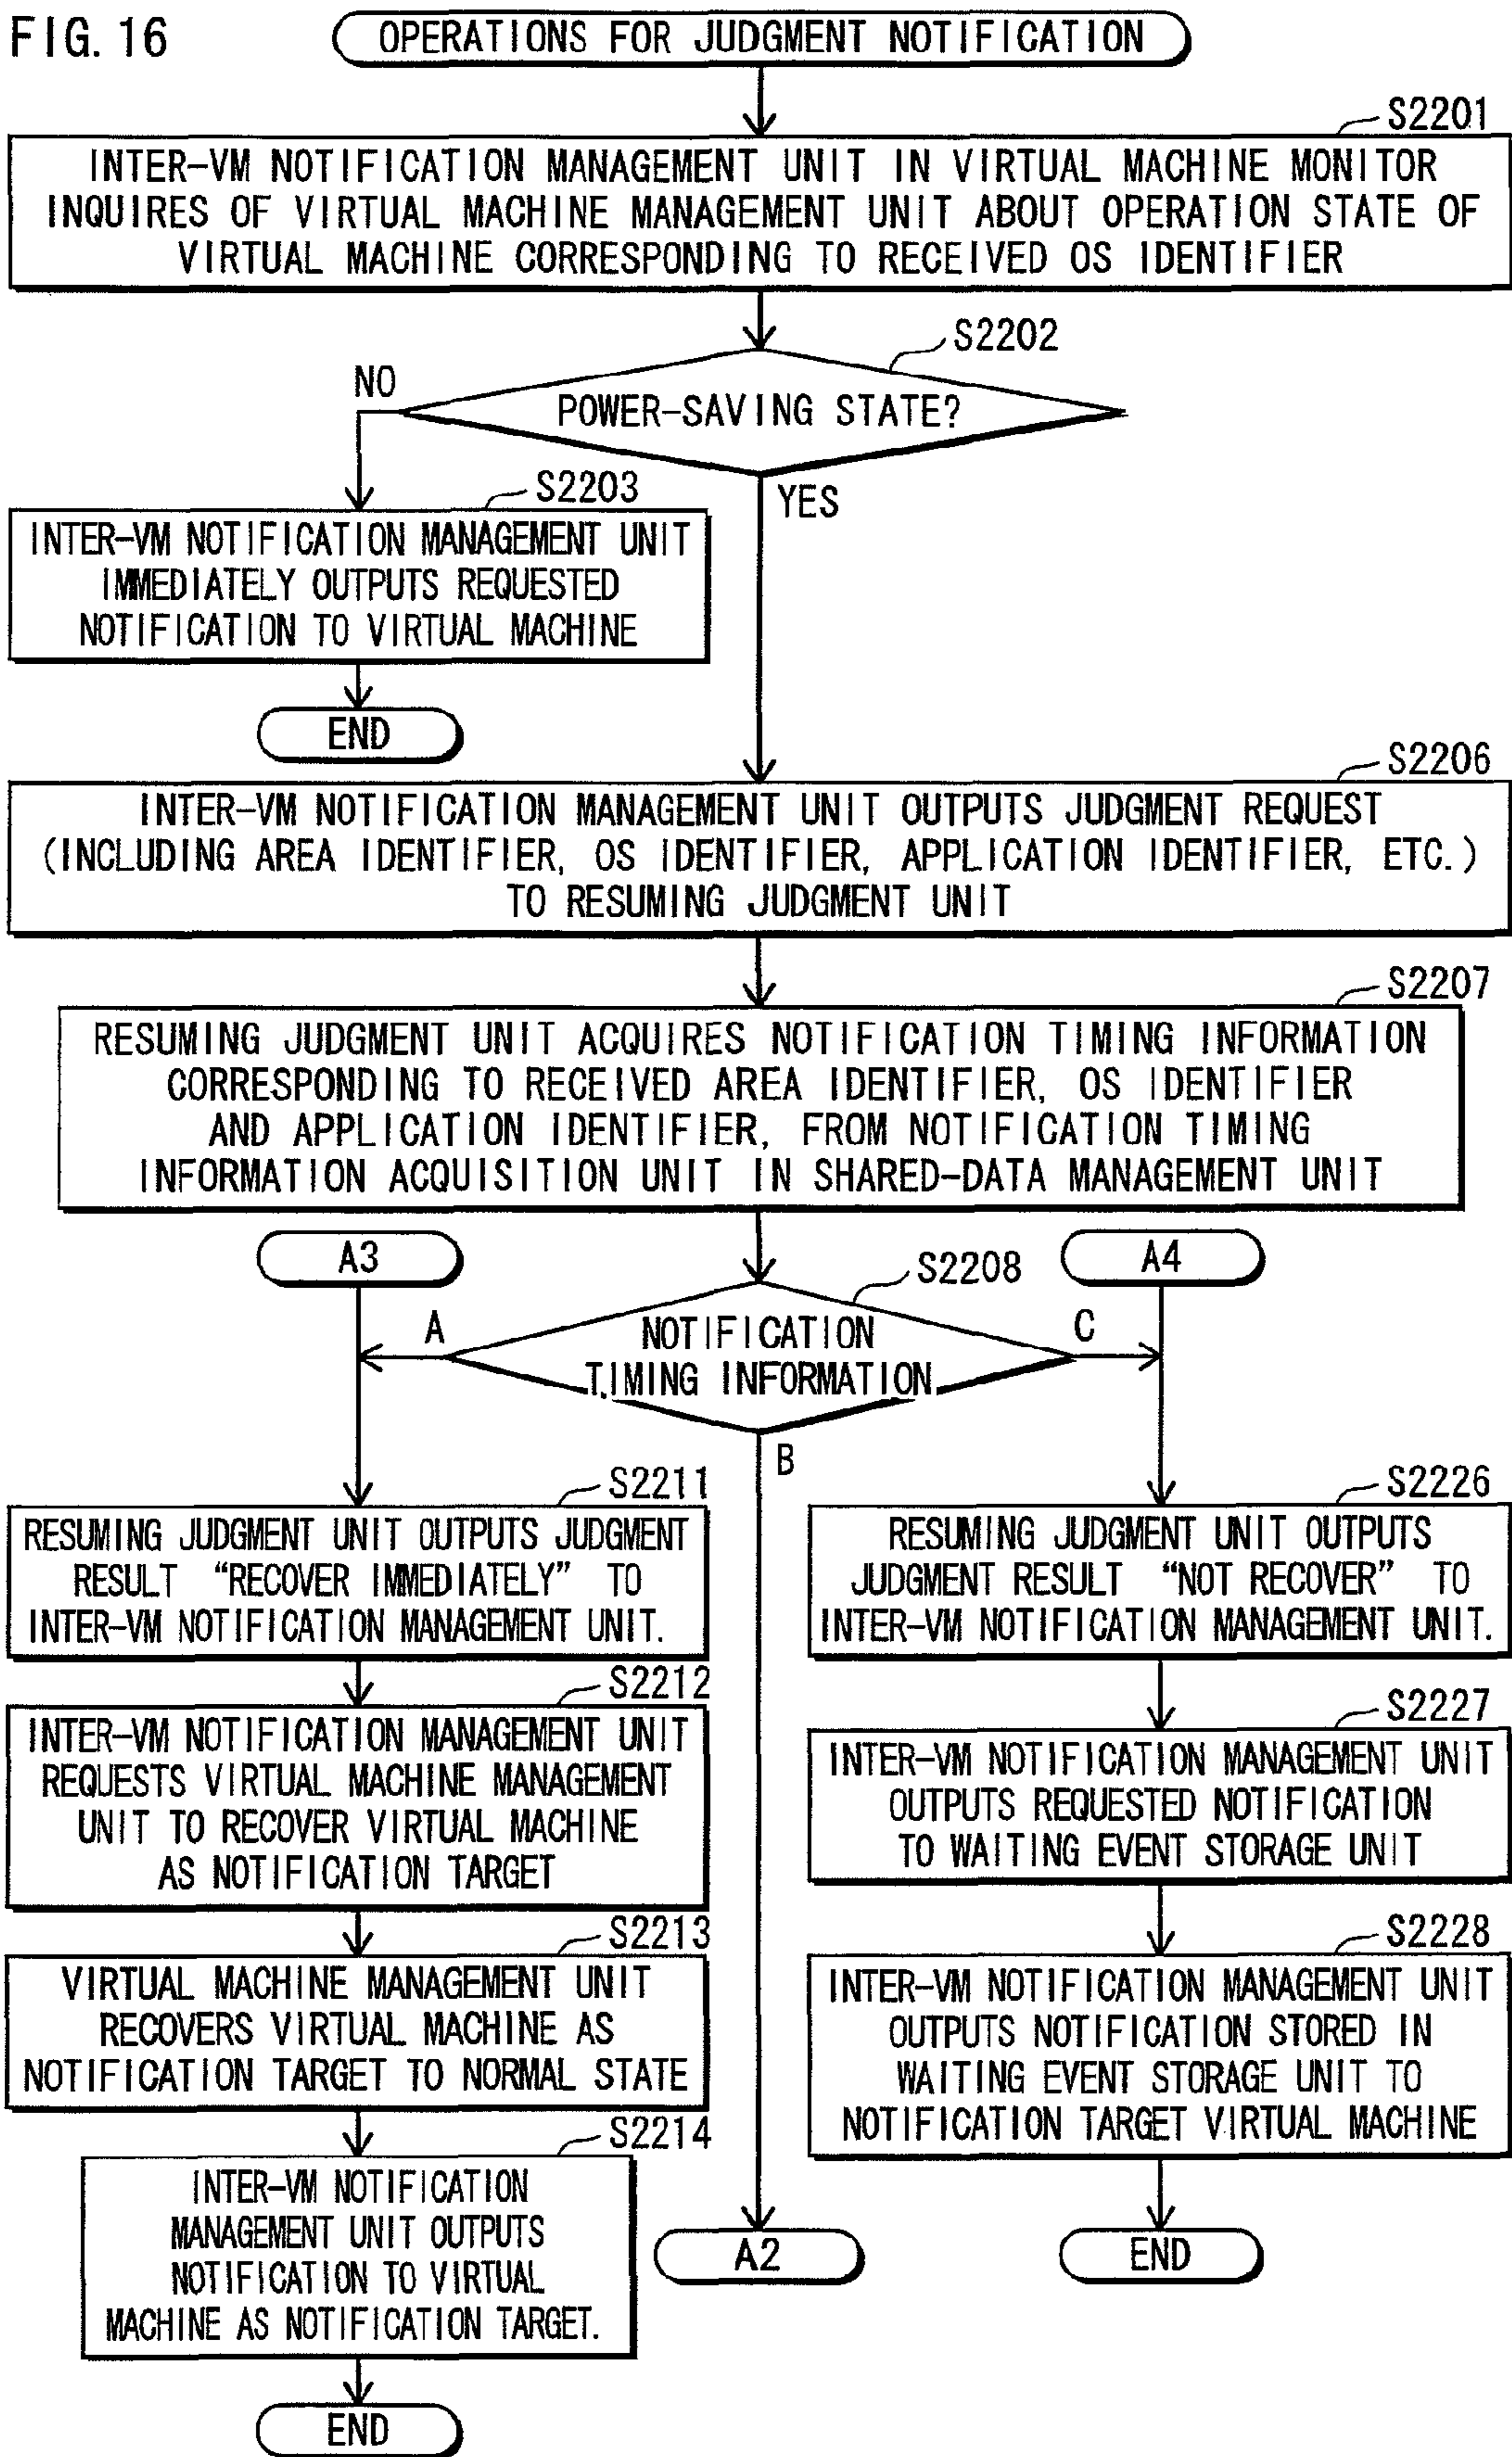 FIG. 16
OPERATIONS FOR JUDGMENT NOTIFICATION
S2201
INTER-VM NOTIFICATION MANAGEMENT UNIT IN VIRTUAL MACHINE MONITOR
INQUIRES OF VIRTUAL MACHINE MANAGEMENT UNIT ABOUT OPERATION STATE OF
VIRTUAL MACHINE CORRESPONDING TO RECEIVED OS IDENTIFIER
S2202
NO
POWER-SAVING STATE?
YES
S2203
INTER-VM NOTIFICATION MANAGEMENT UNIT
IMMEDIATELY OUTPUTS REQUESTED
NOTIFICATION TO VIRTUAL MACHINE
END
S2206
INTER-VM NOTIFICATION MANAGEMENT UNIT OUTPUTS JUDGMENT REQUEST
(INCLUDING AREA IDENTIFIER, OS IDENTIFIER, APPLICATION IDENTIFIER, ETC.)
TO RESUMING JUDGMENT UNIT
S2207
RESUMING JUDGMENT UNIT ACQUIRES NOTIFICATION TIMING INFORMATION
CORRESPONDING TO RECEIVED AREA IDENTIFIER, OS IDENTIFIER
AND APPLICATION IDENTIFIER, FROM NOTIFICATION TIMING
INFORMATION ACQUISITION UNIT IN SHARED-DATA MANAGEMENT UNIT
A3
S2208
A4
A
NOTIFICATION
TIMING INFORMATION
C
B
S2211
RESUMING JUDGMENT UNIT OUTPUTS JUDGMENT
RESULT “RECOVER IMMEDIATELY” TO
INTER-VM NOTIFICATION MANAGEMENT UNIT.
S2212
INTER-VM NOTIFICATION MANAGEMENT UNIT
REQUESTS VIRTUAL MACHINE MANAGEMENT
UNIT TO RECOVER VIRTUAL MACHINE
AS NOTIFICATION TARGET
S2213
VIRTUAL MACHINE MANAGEMENT UNIT
RECOVERS VIRTUAL MACHINE AS
NOTIFICATION TARGET TO NORMAL STATE
S2214
INTER-VM NOTIFICATION
MANAGEMENT UNIT OUTPUTS
NOTIFICATION TO VIRTUAL
MACHINE AS NOTIFICATION TARGET.
END
A2
S2226
RESUMING JUDGMENT UNIT OUTPUTS
JUDGMENT RESULT “NOT RECOVER” TO
INTER-VM NOTIFICATION MANAGEMENT UNIT.
S2227
INTER-VM NOTIFICATION MANAGEMENT UNIT
OUTPUTS REQUESTED NOTIFICATION
TO WAITING EVENT STORAGE UNIT
S2228
INTER-VM NOTIFICATION MANAGEMENT UNIT
OUTPUTS NOTIFICATION STORED IN
WAITING EVENT STORAGE UNIT TO
NOTIFICATION TARGET VIRTUAL MACHINE
END